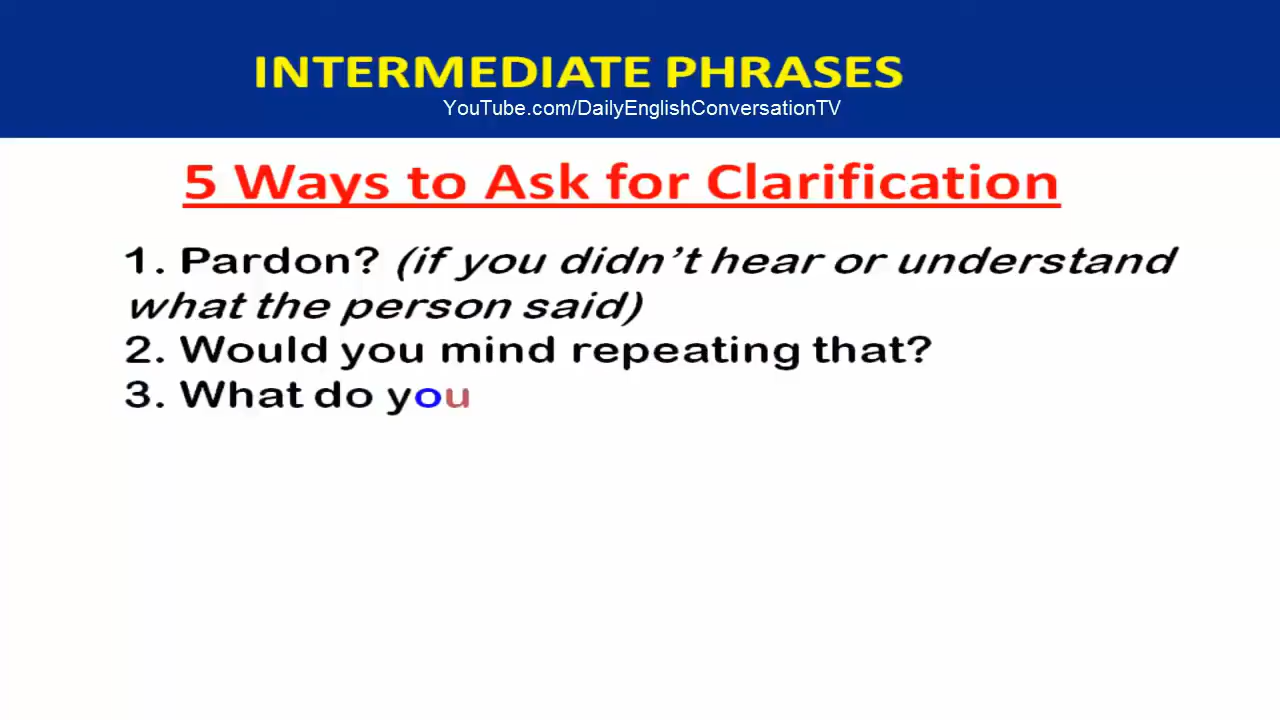 INTERMEDIATE PHRASES
YouTube.com/DailyEnglishConversationTV
5 Ways to Ask for Clarification
1. Pardon? (if you didn’t hear or understand
what the person said)
2. Would you mind repeating that?
3. What do you